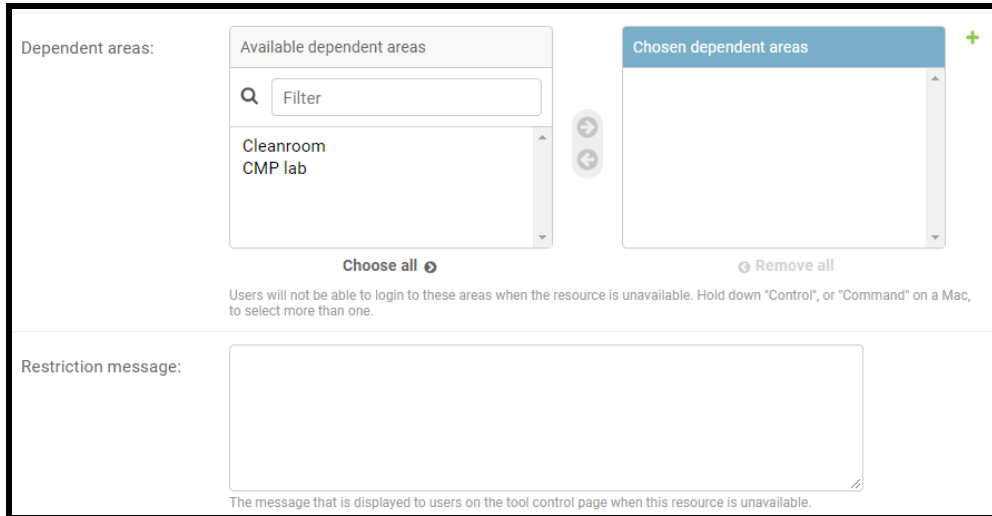 Dependent areas:
Available dependent areas
Filter
Cleanroom
CMP lab
Choose all
Chosen dependent areas
Remove all
Users will not be able to login to these areas when the resource is unavailable. Hold down "Control", or "Command" on a Mac,
to select more than one.
Restriction message:
The message that is displayed to users on the tool control page when this resource is unavailable.